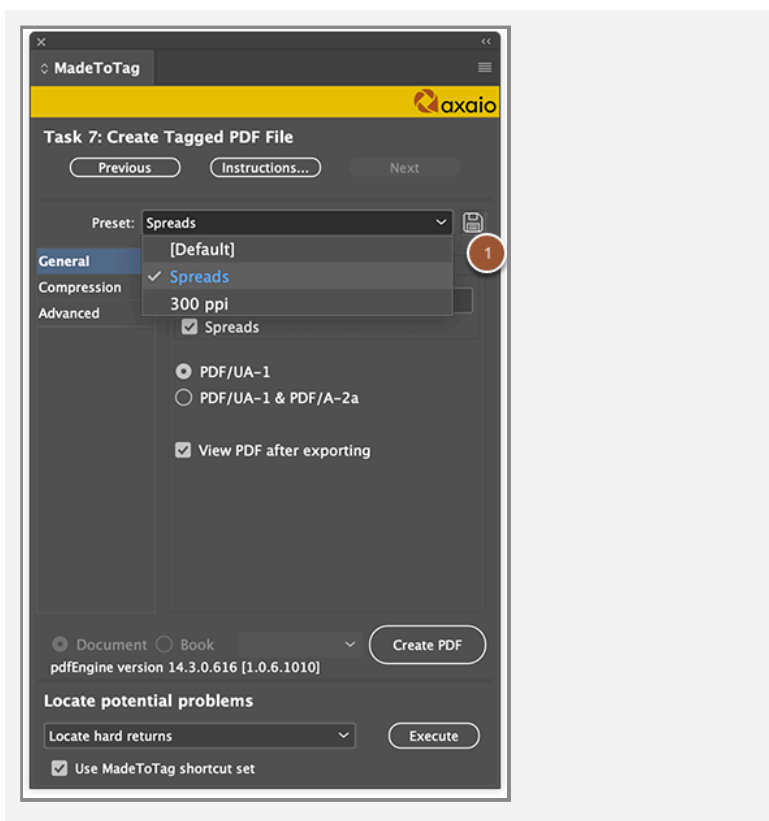 MadeToTag
axaio
Task 7: Create Tagged PDF File
Previous Instructions... Next
Preset: Spreads
[Default]
1
General
Spreads
Compression
300 ppi
Advanced
Spreads
PDF/UA-1
PDF/UA-1 & PDF/A-2a
View PDF after exporting
Document Book
Create PDF
pdfEngine version 14.3.0.616 [1.0.6.1010]
Locate potential problems
Locate hard returns Execute
Use MadeToTag shortcut set